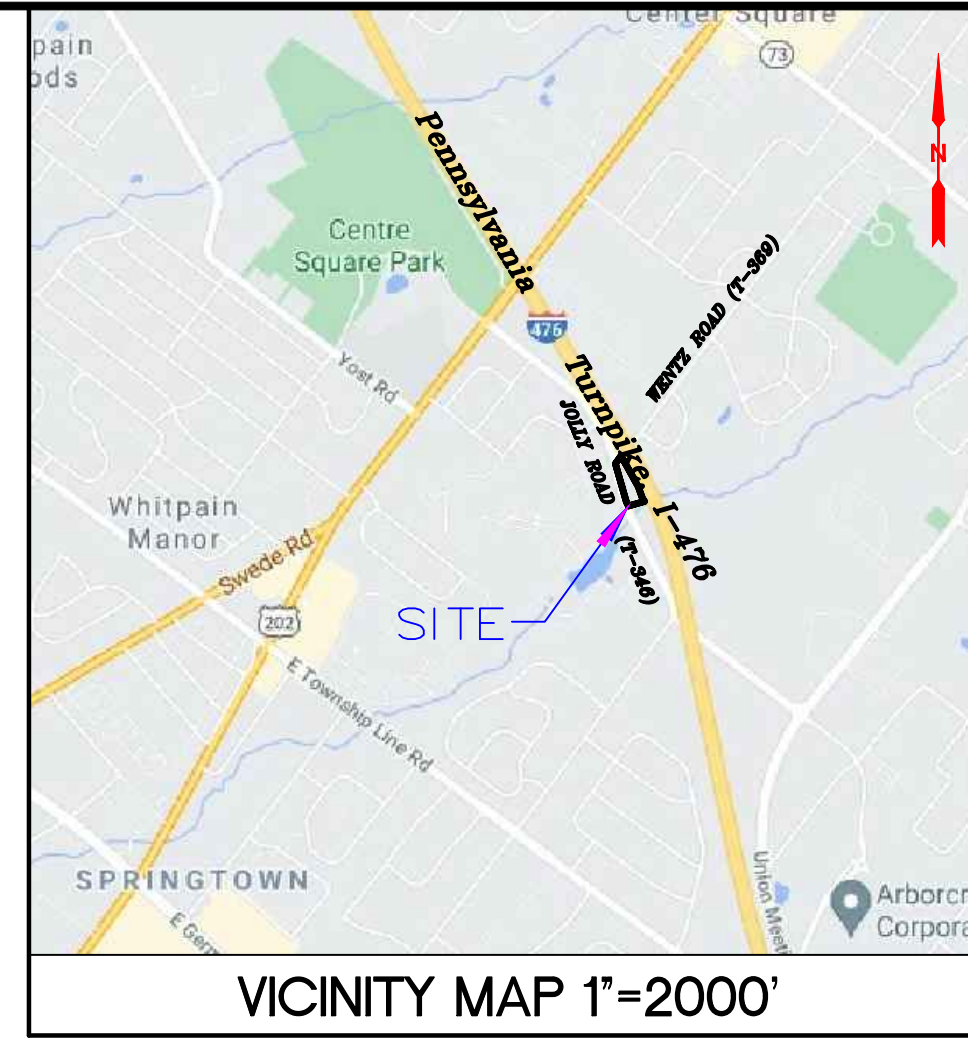 Center Square
pain
ods
73
N
Pennsylvania
Centre
Square Park
WENTZ ROAD (T-369)
476
Yost Rd
Turnpike, I-476
JOLLY ROAD
(T-346)
Whitpain
Manor
Swede Rd
SITE
202
E Township Line Rd
SPRINGTOWN
E Germ
Union Meeti
Arborcr
Corpora
VICINITY MAP 1"=2000'